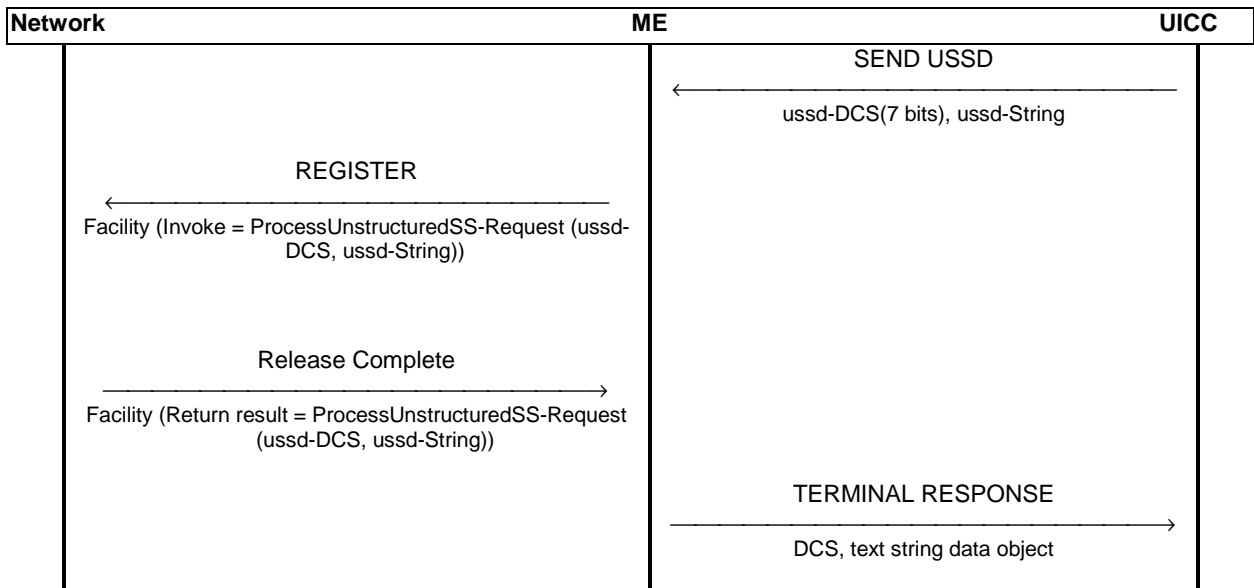 Network ME UICC
SEND USSD
ussd-DCS(7 bits), ussd-String
REGISTER
Facility (Invoke = ProcessUnstructuredSS-Request (ussd-
DCS, ussd-String))
Release Complete
Facility (Return result = ProcessUnstructuredSS-Request
(ussd-DCS, ussd-String))
TERMINAL RESPONSE
DCS, text string data object